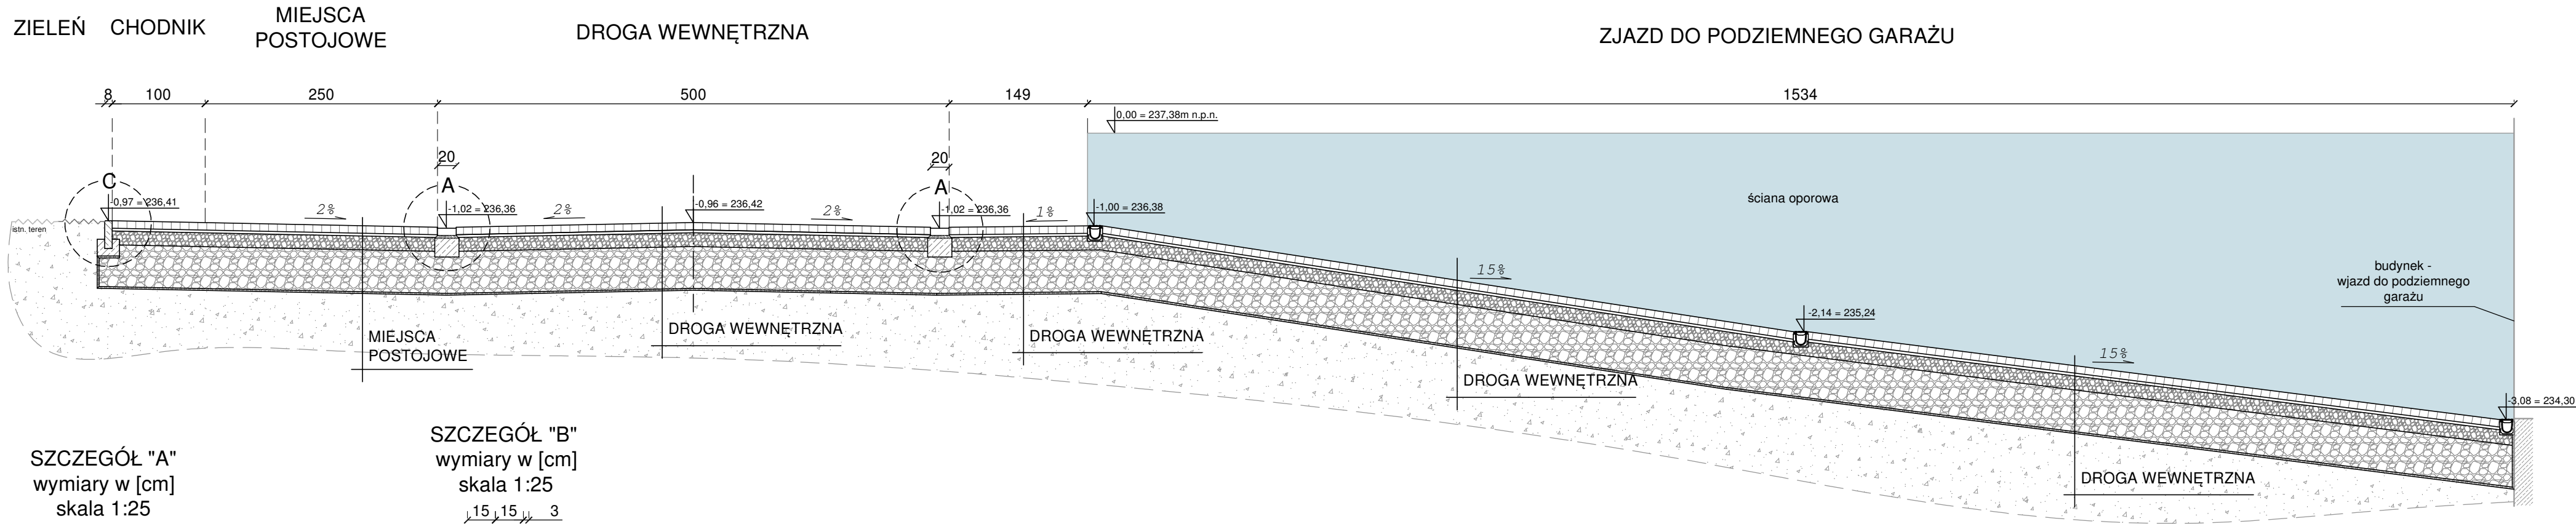 ZIELEŃ
CHODNIK
MIEJSCA
POSTOJOWE
DROGA WEWNĘTRZNA
ZJAZD DO PODZIEMNEGO GARAŻU
8
100
250
500
149
1534
0,00 = 237,38m n.p.n.
20
20
C
A
A
-0,97 = 236,41
2%
-1,02 = 236,36
2%
-0,96 = 236,42
2%
-1,02 = 236,36
1%
-1,00 = 236,38
ściana oporowa
istn. teren
15%
budynek -
wjazd do podziemnego
garażu
-2,14 = 235,24
MIEJSCA
POSTOJOWE
DROGA WEWNĘTRZNA
DROGA WEWNĘTRZNA
15%
DROGA WEWNĘTRZNA
-3,08 = 234,30
DROGA WEWNĘTRZNA
SZCZEGÓŁ "A"
wymiary w [cm]
skala 1:25
SZCZEGÓŁ "B"
wymiary w [cm]
skala 1:25
15
15
3